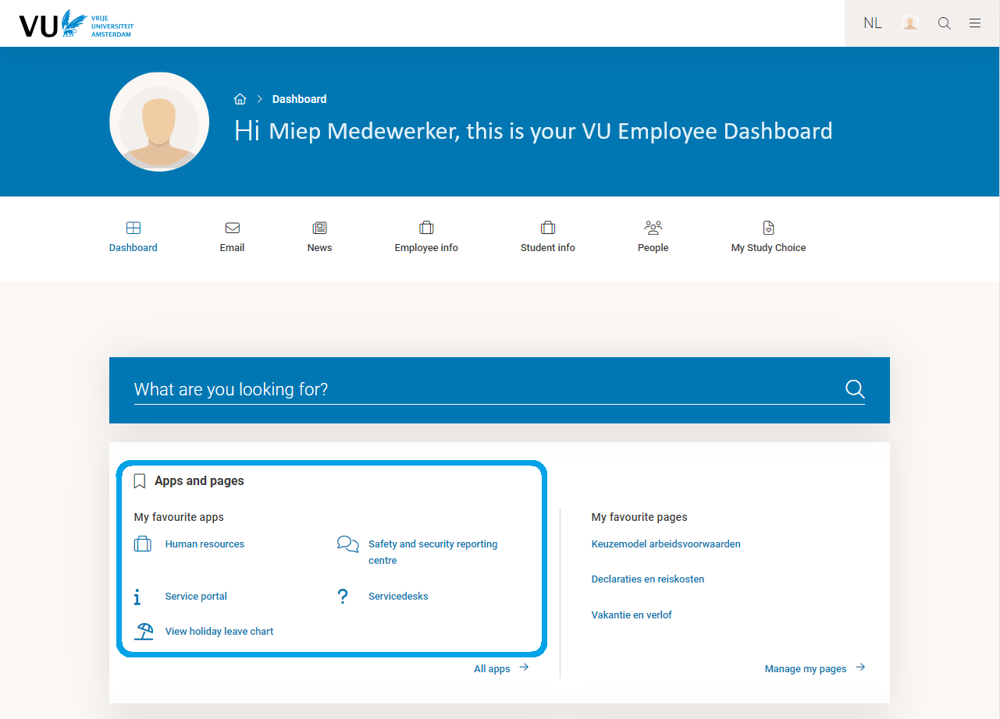 VU VRIJE
UNIVERSITEIT
AMSTERDAM
NL
Dashboard
Hi Miep Medewerker, this is your VU Employee Dashboard
Dashboard
Email
News
Employee info
Student info
People
My Study Choice
What are you looking for?
Apps and pages
My favourite apps
Human resources
Safety and security reporting
centre
Service portal
Servicedesks
View holiday leave chart
All apps
My favourite pages
Keuzemodel arbeidsvoorwaarden
Declaraties en reiskosten
Vakantie en verlof
Manage my pages